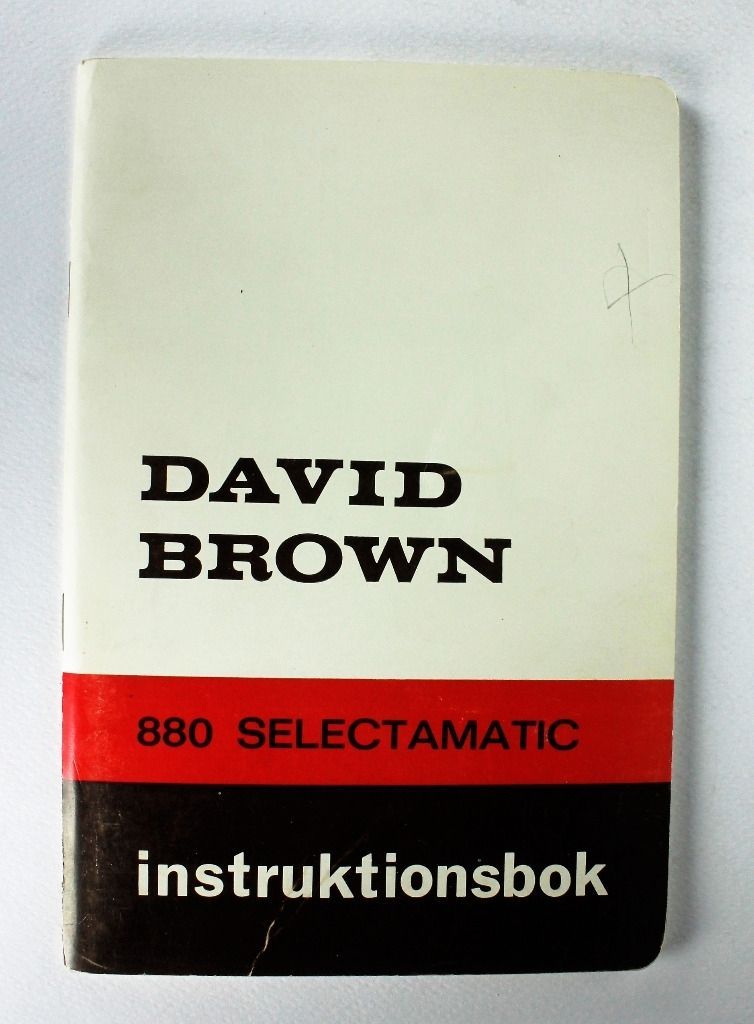 DAVID
BROWN
880 SELECTAMATIC
instruktionsbok